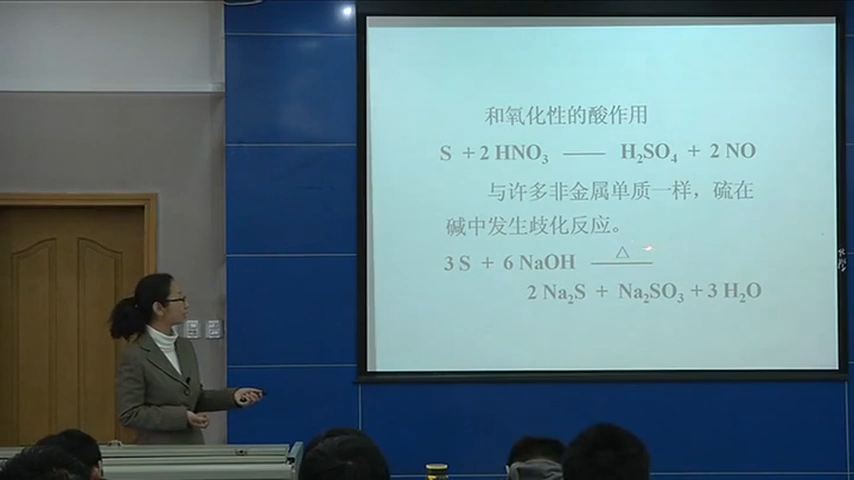 和氧化性的酸作用
S + 2 HNO₃ —— H₂SO₄ + 2 NO
与许多非金属单质一样，硫在
碱中发生歧化反应。
△
3 S + 6 NaOH ——
2 Na₂S + Na₂SO₃ + 3 H₂O